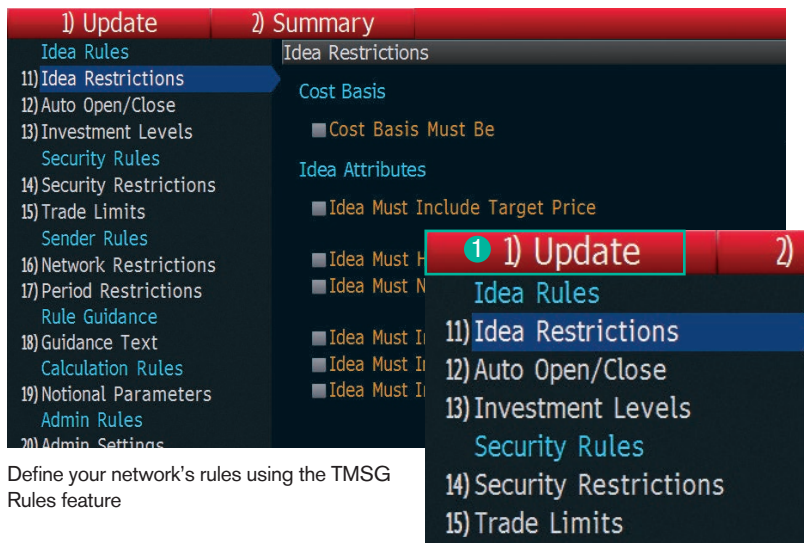 1) Update 2) Summary
Idea Rules
11) Idea Restrictions
12) Auto Open/Close
13) Investment Levels
Security Rules
14) Security Restrictions
15) Trade Limits
Sender Rules
16) Network Restrictions
17) Period Restrictions
Rule Guidance
18) Guidance Text
Calculation Rules
19) Notional Parameters
Admin Rules
20) Admin Settings
Idea Restrictions
Cost Basis
Cost Basis Must Be
Idea Attributes
Idea Must Include Target Price
Idea Must
Idea Must
Idea Must
Idea Must
Idea Must
1 1) Update 2)
Idea Rules
11) Idea Restrictions
12) Auto Open/Close
13) Investment Levels
Security Rules
14) Security Restrictions
15) Trade Limits
Define your network's rules using the TMSG
Rules feature